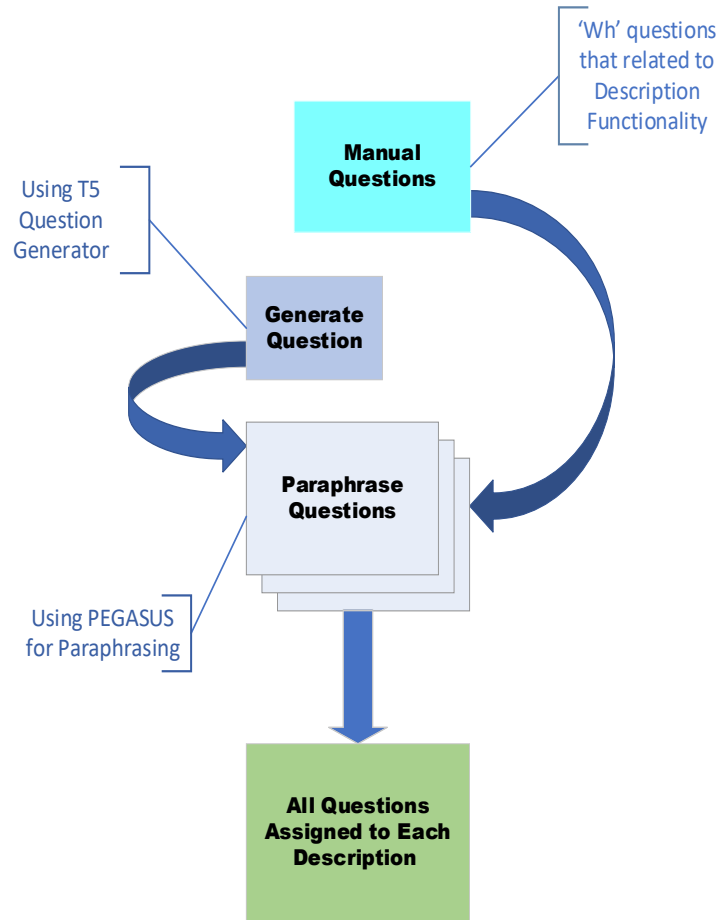 ‘Wh’ questions
that related to
Description
Functionality
Manual
Questions
Using T5
Question
Generator
Generate
Question
Paraphrase
Questions
Using PEGASUS
for Paraphrasing
All Questions
Assigned to Each
Description